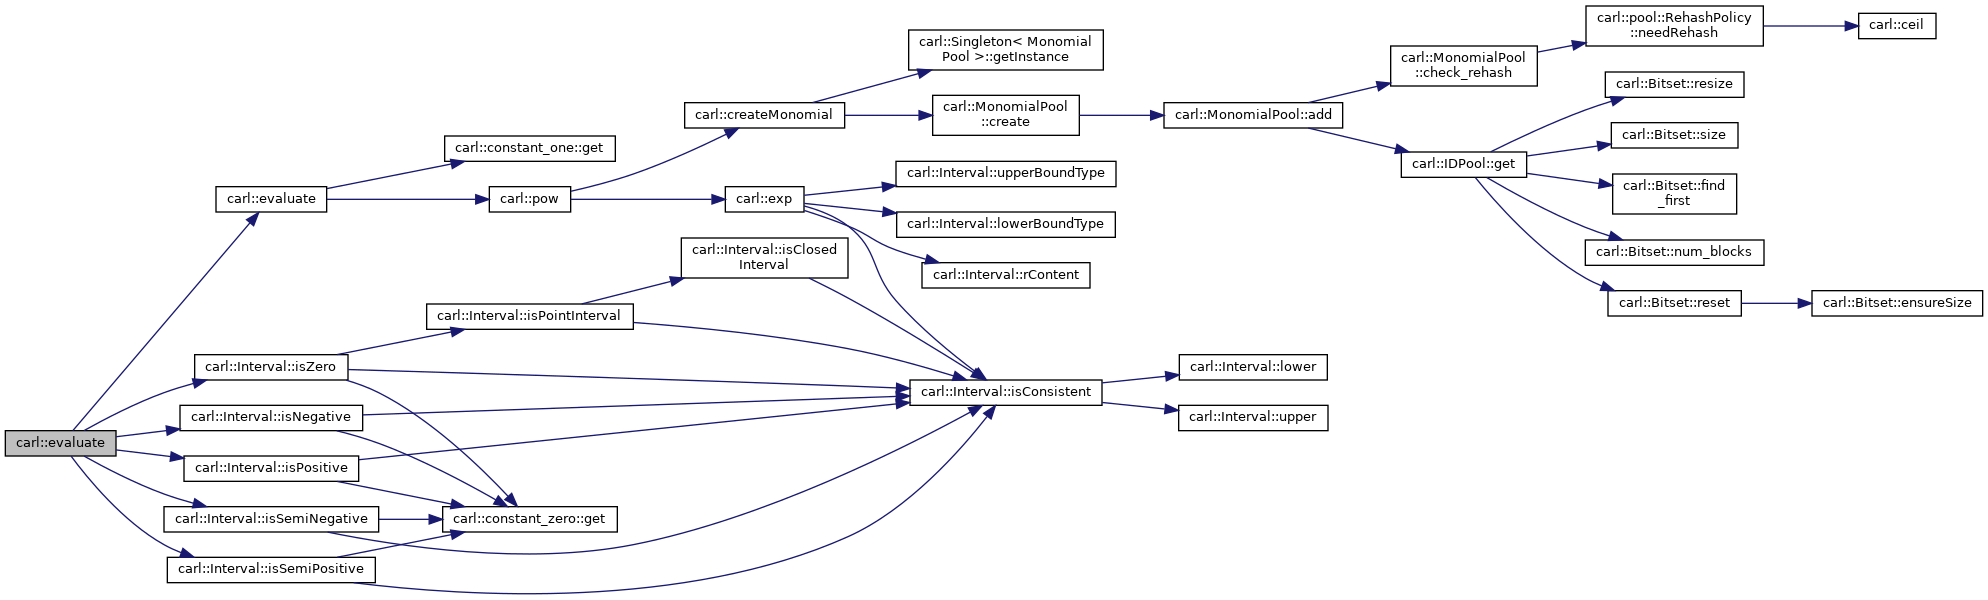 carl::evaluate
carl::evaluate
carl::constant_one::get
carl::pow
carl::createMonomial
carl::Singleton< Monomial
Pool >::getInstance
carl::MonomialPool
::create
carl::MonomialPool::add
carl::MonomialPool
::check_rehash
carl::pool::RehashPolicy
::needRehash
carl::ceil
carl::IDPool::get
carl::Bitset::resize
carl::Bitset::size
carl::Bitset::find
_first
carl::Bitset::num_blocks
carl::Bitset::reset
carl::Bitset::ensureSize
carl::exp
carl::Interval::upperBoundType
carl::Interval::lowerBoundType
carl::Interval::rContent
carl::Interval::isClosed
Interval
carl::Interval::isPointInterval
carl::Interval::isZero
carl::Interval::isConsistent
carl::Interval::lower
carl::Interval::upper
carl::Interval::isNegative
carl::Interval::isPositive
carl::Interval::isSemiNegative
carl::constant_zero::get
carl::Interval::isSemiPositive